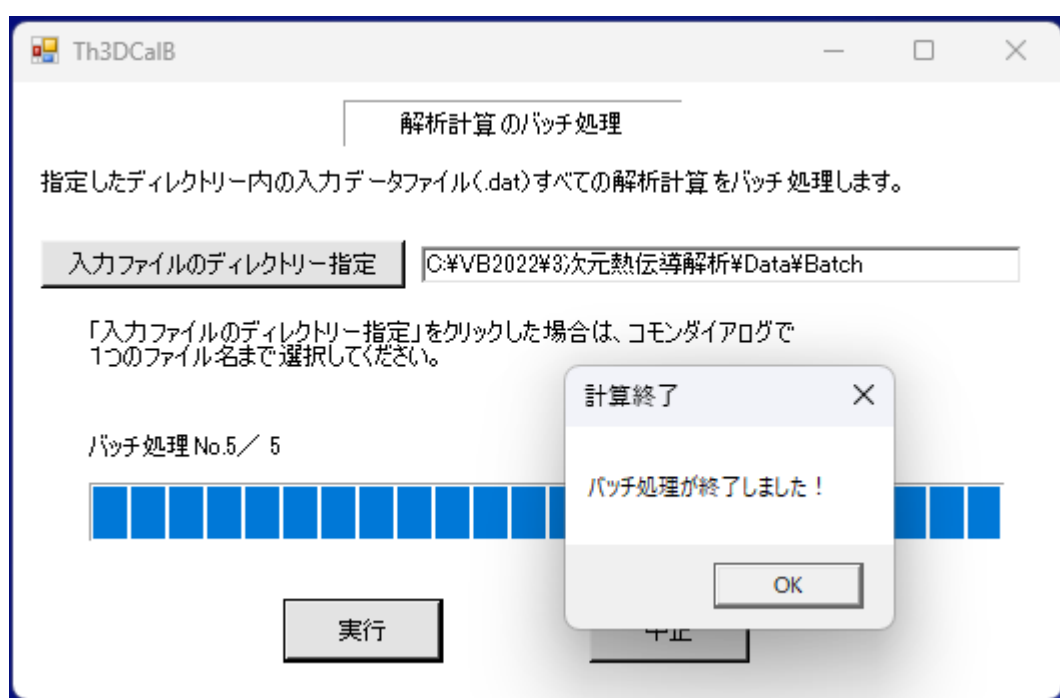 Th3DCalB
解析計算のバッチ処理
指定したディレクトリー内の入力データファイル(.dat)すべての解析計算をバッチ処理します。
入力ファイルのディレクトリー指定
C:¥VB2022¥3次元熱伝導解析¥Data¥Batch
「入力ファイルのディレクトリー指定」をクリックした場合は、コモンダイアログで
1つのファイル名まで選択してください。
計算終了
バッチ処理No.5／ 5
バッチ処理が終了しました！
OK
実行
中止